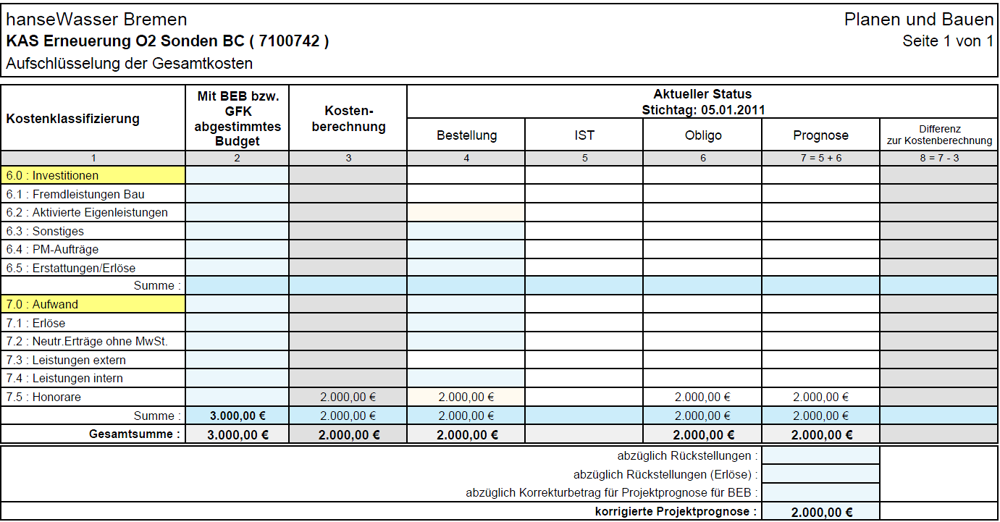 hanseWasser Bremen Planen und Bauen
KAS Erneuerung O2 Sonden BC ( 7100742 ) Seite 1 von 1
Aufschlüsselung der Gesamtkosten
Kostenklassifizierung
Mit BEB bzw.
GFK
abgestimmtes
Budget
Kosten-
berechnung
Aktueller Status
Stichtag: 05.01.2011
Bestellung IST Obligo Prognose
Differenz
zur Kostenberechnung
1 2 3 4 5 6 7 = 5 + 6 8 = 7 - 3
6.0 : Investitionen
6.1 : Fremdleistungen Bau
6.2 : Aktivierte Eigenleistungen
6.3 : Sonstiges
6.4 : PM-Aufträge
6.5 : Erstattungen/Erlöse
Summe :
7.0 : Aufwand
7.1 : Erlöse
7.2 : Neutr.Erträge ohne MwSt.
7.3 : Leistungen extern
7.4 : Leistungen intern
7.5 : Honorare 2.000,00 € 2.000,00 € 2.000,00 € 2.000,00 €
Summe : 3.000,00 € 2.000,00 € 2.000,00 € 2.000,00 € 2.000,00 €
Gesamtsumme : 3.000,00 € 2.000,00 € 2.000,00 € 2.000,00 € 2.000,00 €
abzüglich Rückstellungen :
abzüglich Rückstellungen (Erlöse) :
abzüglich Korrekturbetrag für Projektprognose für BEB :
korrigierte Projektprognose : 2.000,00 €